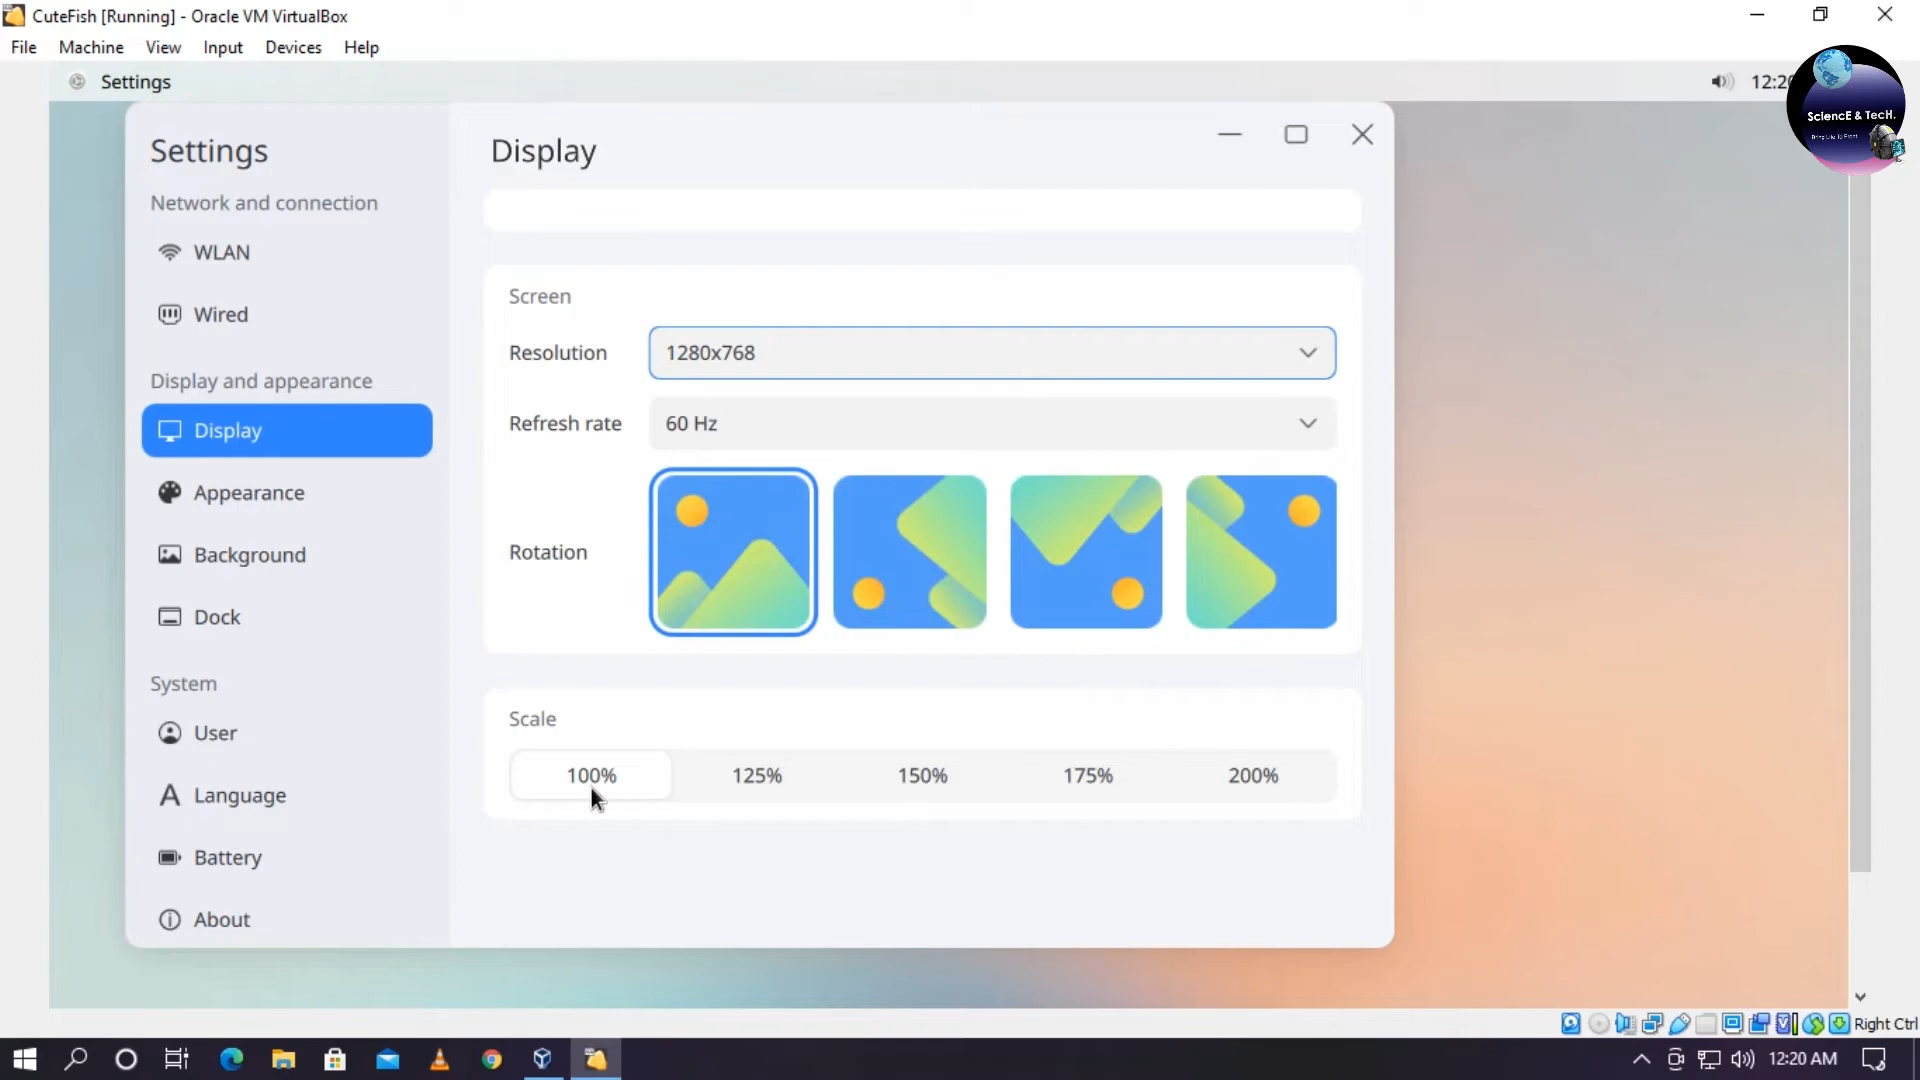 CuteFish [Running] - Oracle VM VirtualBox
File Machine View Input Devices Help
Settings
12:20
SciencE & TecH.
Settings
Display
Network and connection
WLAN
Wired
Display and appearance
Display
Appearance
Background
Dock
System
User
Language
Battery
About
Screen
Resolution 1280x768
Refresh rate 60 Hz
Rotation
Scale
100% 125% 150% 175% 200%
Right Ctrl
12:20 AM